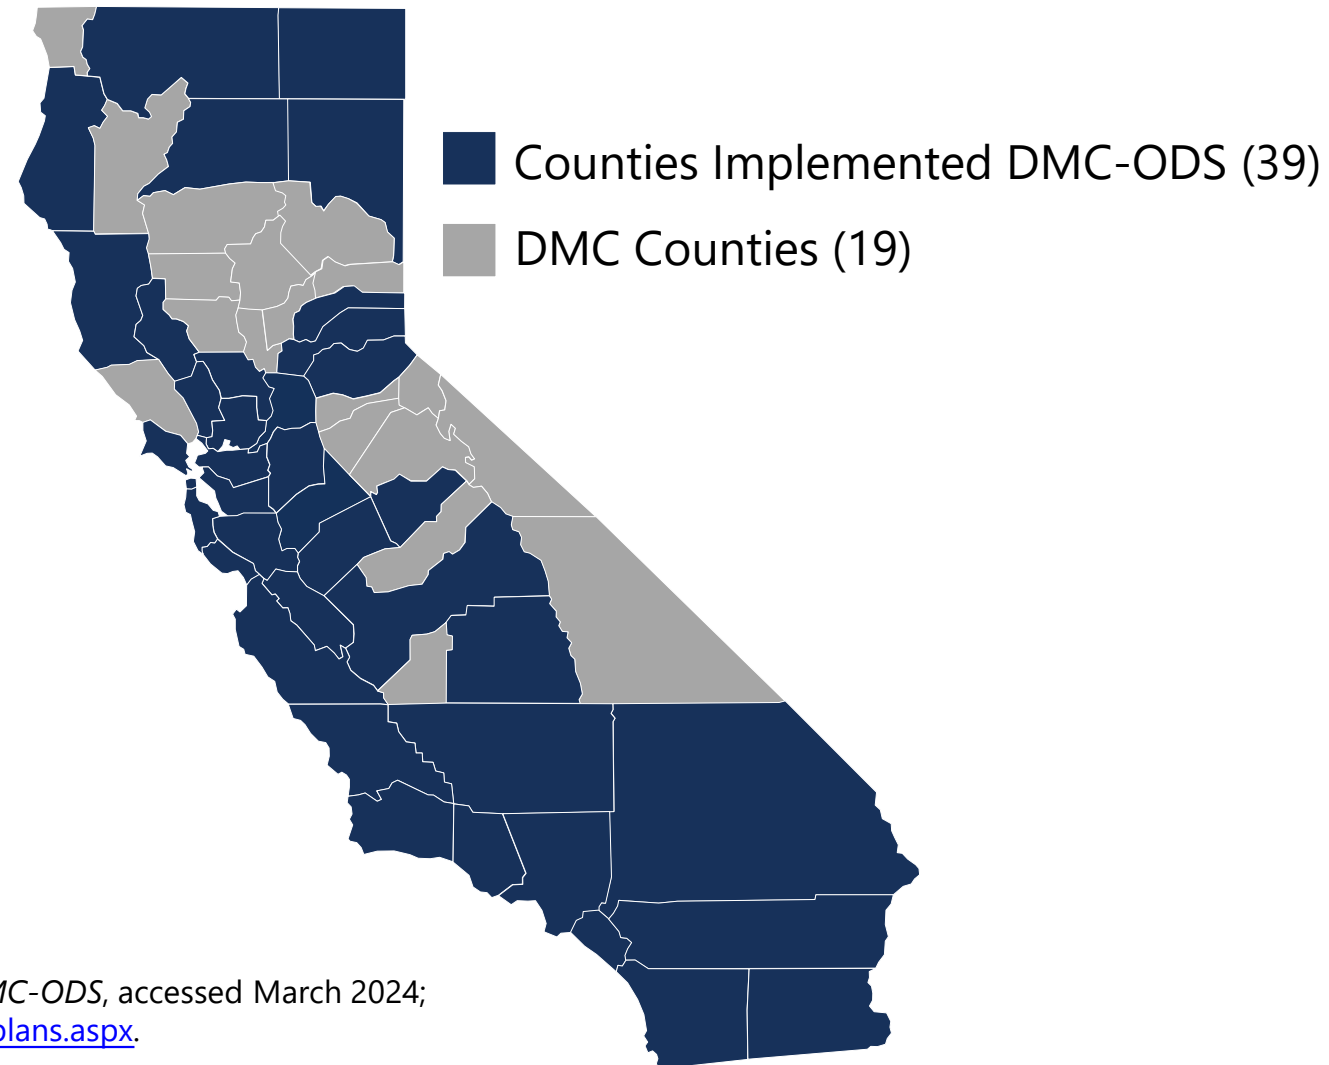 Counties Implemented DMC-ODS (39)
DMC Counties (19)
MC-ODS, accessed March 2024;
plans.aspx.